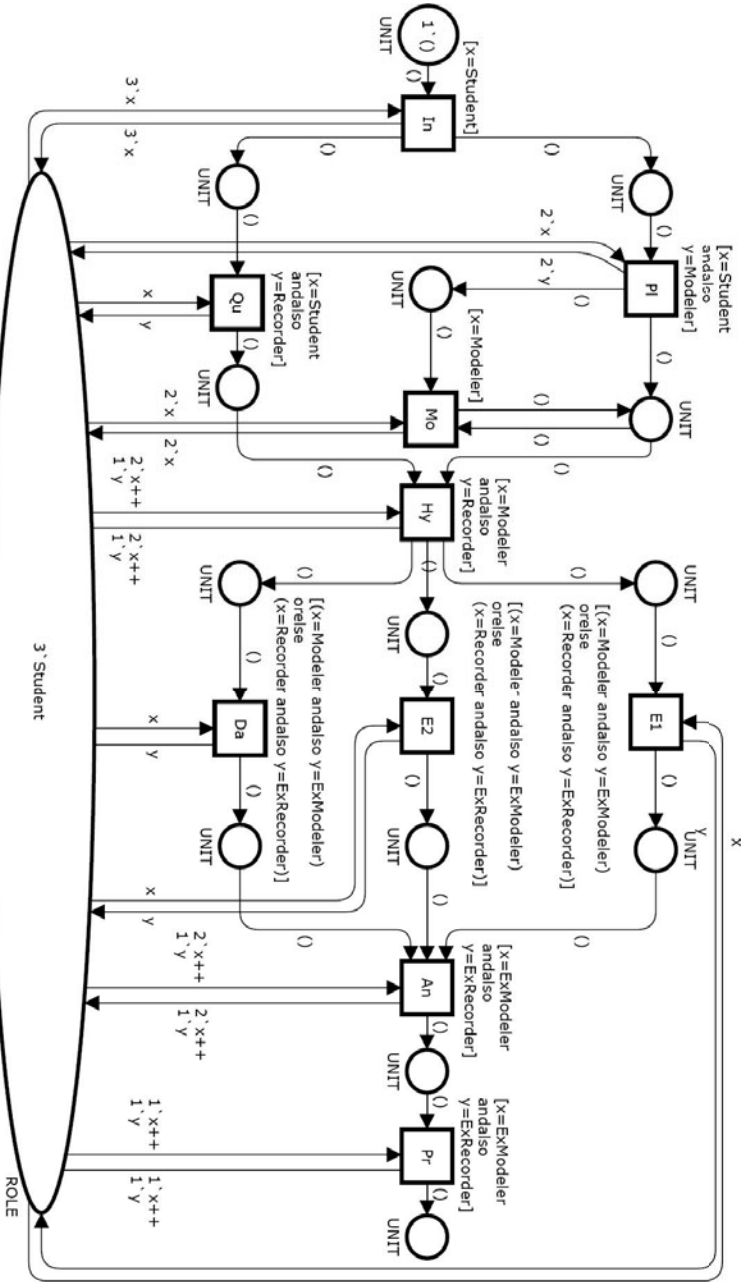 x
y
[x=Student
andalso
y=Modeler]
UNIT
UNIT
UNIT
UNIT
()
()
Pl
()
()
E1
()
[(x=Modeler andalso y=ExModeler)
orelse
(x=Recorder andalso y=ExRecorder)]
()
()
()
()
()
2`x
2`y
()
()
[x=Student]
[x=Modeler]
[x=Modeler
andalso
y=Recorder]
[(x=Modele- andalso y=ExModeler)
orelse
(x=Recorder andalso y=ExRecorder)]
[x=ExModeler
andalso
y=ExRecorder]
[x=ExModeler
andalso
y=ExRecorder]
1`()
()
In
()
Mo
Hy
()
()
E2
()
()
An
()
()
Pr
()
UNIT
UNIT
UNIT
UNIT
UNIT
UNIT
()
()
()
()
[x=Student
andalso
y=Recorder]
[(x=Modeler andalso y=ExModeler)
orelse
(x=Recorder andalso y=ExRecorder)]
()
Qu
()
()
Da
()
UNIT
UNIT
UNIT
UNIT
3`x
3`x
x
y
2`x
2`x
2`x++
1`y
2`x++
1`y
x
y
x
y
2`x++
1`y
2`x++
1`y
1`x++
1`y
1`x++
1`y
3`Student
ROLE